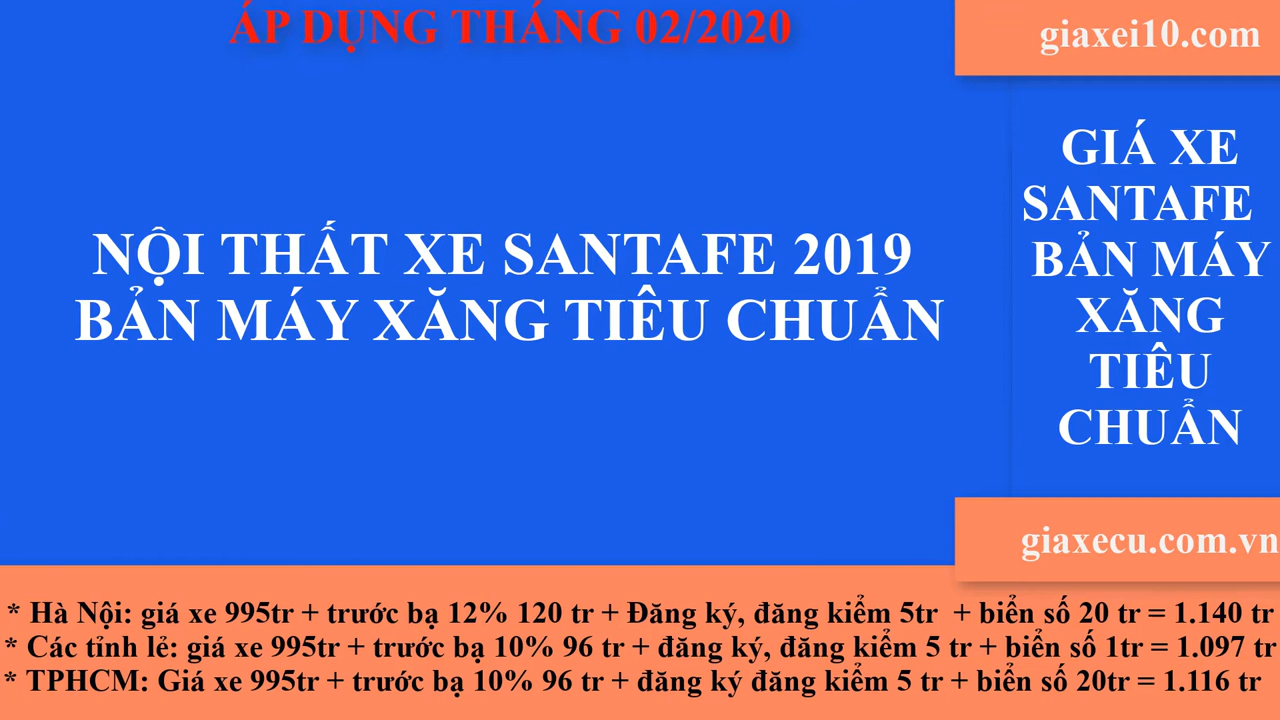 ÁP DỤNG THÁNG 02/2020
giaxei10.com
NỘI THẤT XE SANTAFE 2019
BẢN MÁY XĂNG TIÊU CHUẨN
GIÁ XE
SANTAFE
BẢN MÁY
XĂNG
TIÊU
CHUẨN
giaxecu.com.vn
* Hà Nội: giá xe 995tr + trước bạ 12% 120 tr + Đăng ký, đăng kiểm 5tr + biển số 20 tr = 1.140 tr
* Các tỉnh lẻ: giá xe 995tr + trước bạ 10% 96 tr + đăng ký, đăng kiểm 5 tr + biển số 1tr = 1.097 tr
* TPHCM: Giá xe 995tr + trước bạ 10% 96 tr + đăng ký đăng kiểm 5 tr + biển số 20tr = 1.116 tr